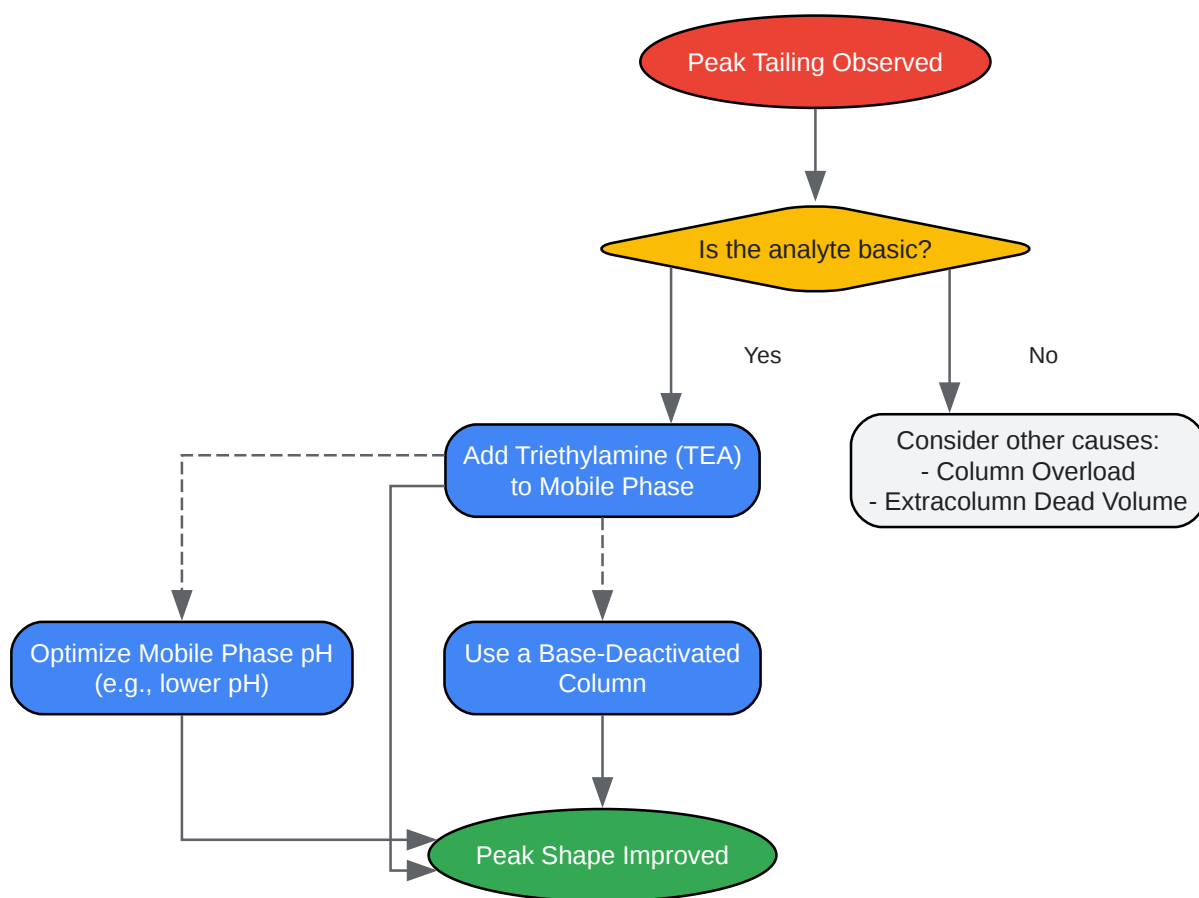 Peak Tailing Observed
Is the analyte basic?
Yes
No
Add Triethylamine (TEA)
to Mobile Phase
Consider other causes:
- Column Overload
- Extracolumn Dead Volume
Optimize Mobile Phase pH
(e.g., lower pH)
Use a Base-Deactivated
Column
Peak Shape Improved